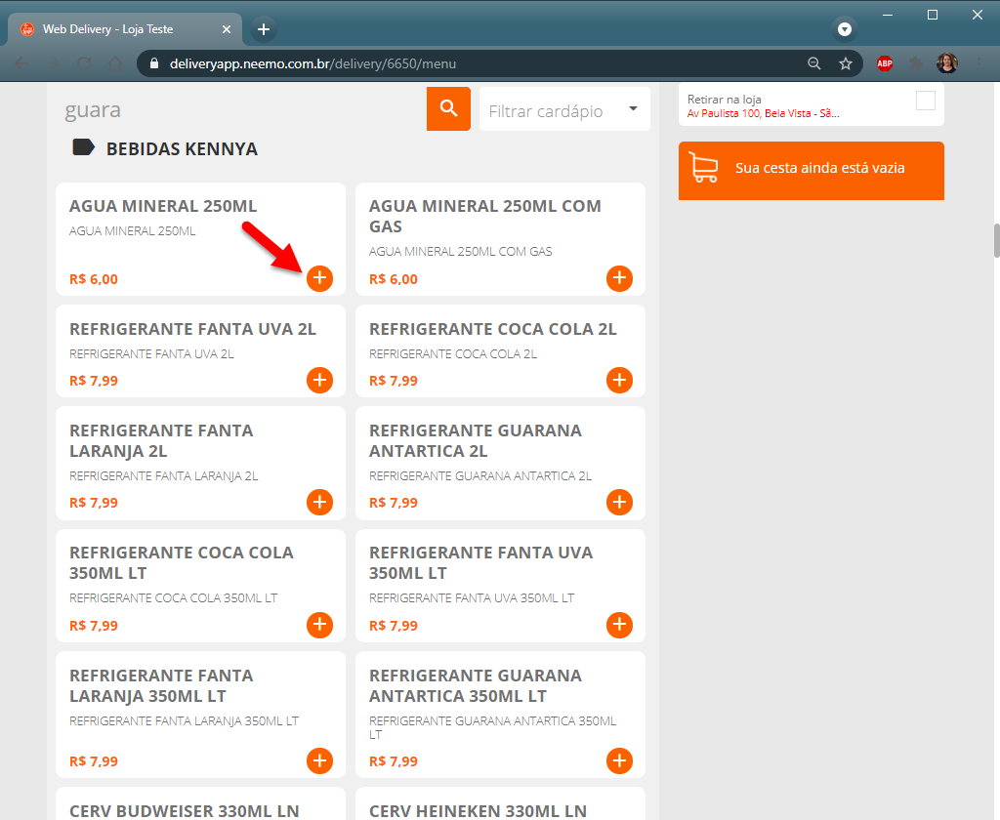 Web Delivery - Loja Teste
deliveryapp.neemo.com.br/delivery/6650/menu
ABP
guara
Filtrar cardápio
Retirar na loja
Av Paulista 100, Bela Vista - Sã...
Sua cesta ainda está vazia
BEBIDAS KENNYA
AGUA MINERAL 250ML
AGUA MINERAL 250ML
R$ 6,00
+
AGUA MINERAL 250ML COM
GAS
AGUA MINERAL 250ML COM GAS
R$ 6,00
+
REFRIGERANTE FANTA UVA 2L
REFRIGERANTE FANTA UVA 2L
R$ 7,99
+
REFRIGERANTE COCA COLA 2L
REFRIGERANTE COCA COLA 2L
R$ 7,99
+
REFRIGERANTE FANTA
LARANJA 2L
REFRIGERANTE FANTA LARANJA 2L
R$ 7,99
+
REFRIGERANTE GUARANA
ANTARTICA 2L
REFRIGERANTE GUARANA ANTARTICA 2L
R$ 7,99
+
REFRIGERANTE COCA COLA
350ML LT
REFRIGERANTE COCA COLA 350ML LT
R$ 7,99
+
REFRIGERANTE FANTA UVA
350ML LT
REFRIGERANTE FANTA UVA 350ML LT
R$ 7,99
+
REFRIGERANTE FANTA
LARANJA 350ML LT
REFRIGERANTE FANTA LARANJA 350ML LT
R$ 7,99
+
REFRIGERANTE GUARANA
ANTARTICA 350ML LT
REFRIGERANTE GUARANA ANTARTICA 350ML
LT
R$ 7,99
+
CERV BUDWEISER 330ML LN
CERV HEINEKEN 330ML LN